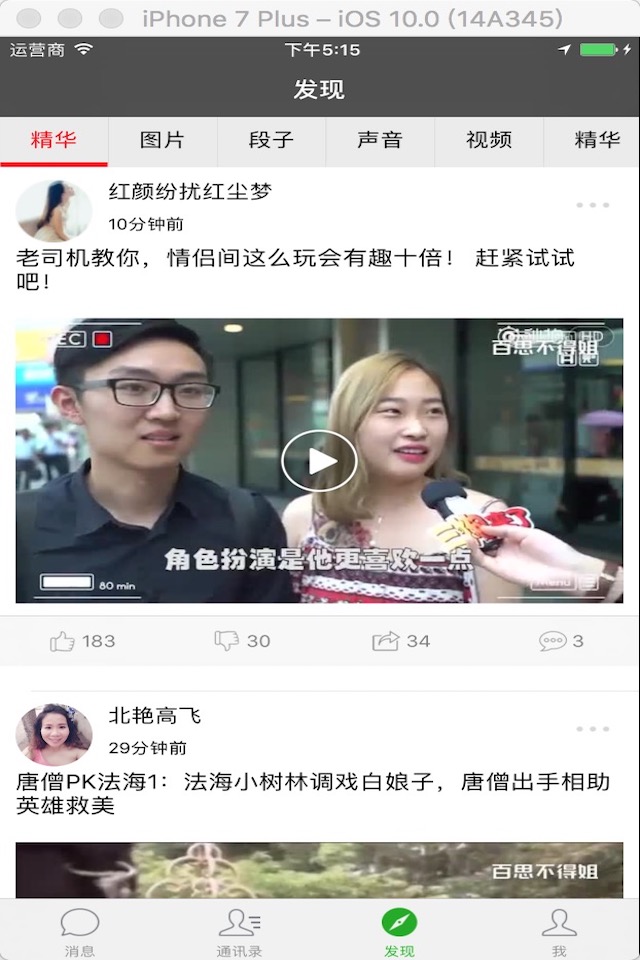 iPhone 7 Plus – iOS 10.0 (14A345)
运营商 下午5:15
发现
精华 图片 段子 声音 视频 精华
红颜纷扰红尘梦
10分钟前
老司机教你，情侣间这么玩会有趣十倍！ 赶紧试试
吧！
EC HD
百思不得姐
角色扮演是他更喜欢一点
80 min Menu
183 30 34 3
北艳高飞
29分钟前
唐僧PK法海1：法海小树林调戏白娘子，唐僧出手相助
英雄救美
百思不得姐
消息 通讯录 发现 我